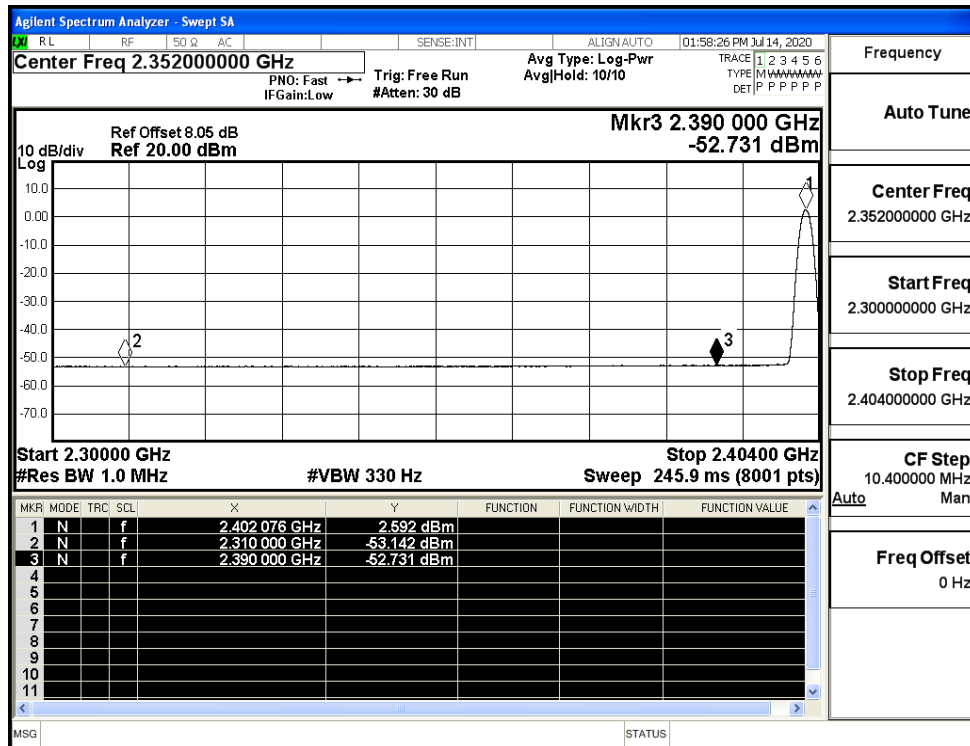 Agilent Spectrum Analyzer - Swept SA
LXI RL RF 50 Ω AC SENSE:INT ALIGN AUTO 01:58:26 PM Jul 14, 2020
Center Freq 2.352000000 GHz
PNO: Fast
IFGain:Low
Trig: Free Run
#Atten: 30 dB
Avg Type: Log-Pwr
Avg|Hold: 10/10
TRACE 1 2 3 4 5 6
TYPE M W W W W W
DET P P P P P P
Mkr3 2.390 000 GHz
-52.731 dBm
Ref Offset 8.05 dB
10 dB/div Ref 20.00 dBm
Log
10.0
0.00
-10.0
-20.0
-30.0
-40.0
-50.0
-60.0
-70.0
1
2
3
Start 2.30000 GHz Stop 2.40400 GHz
#Res BW 1.0 MHz #VBW 330 Hz Sweep 245.9 ms (8001 pts)
MKR MODE TRC SCL X Y FUNCTION FUNCTION WIDTH FUNCTION VALUE
1 N f 2.402 076 GHz 2.592 dBm
2 N f 2.310 000 GHz -53.142 dBm
3 N f 2.390 000 GHz -52.731 dBm
4
5
6
7
8
9
10
11
MSG STATUS
Frequency
Auto Tune
Center Freq
2.352000000 GHz
Start Freq
2.300000000 GHz
Stop Freq
2.404000000 GHz
CF Step
10.400000 MHz
Auto Man
Freq Offset
0 Hz